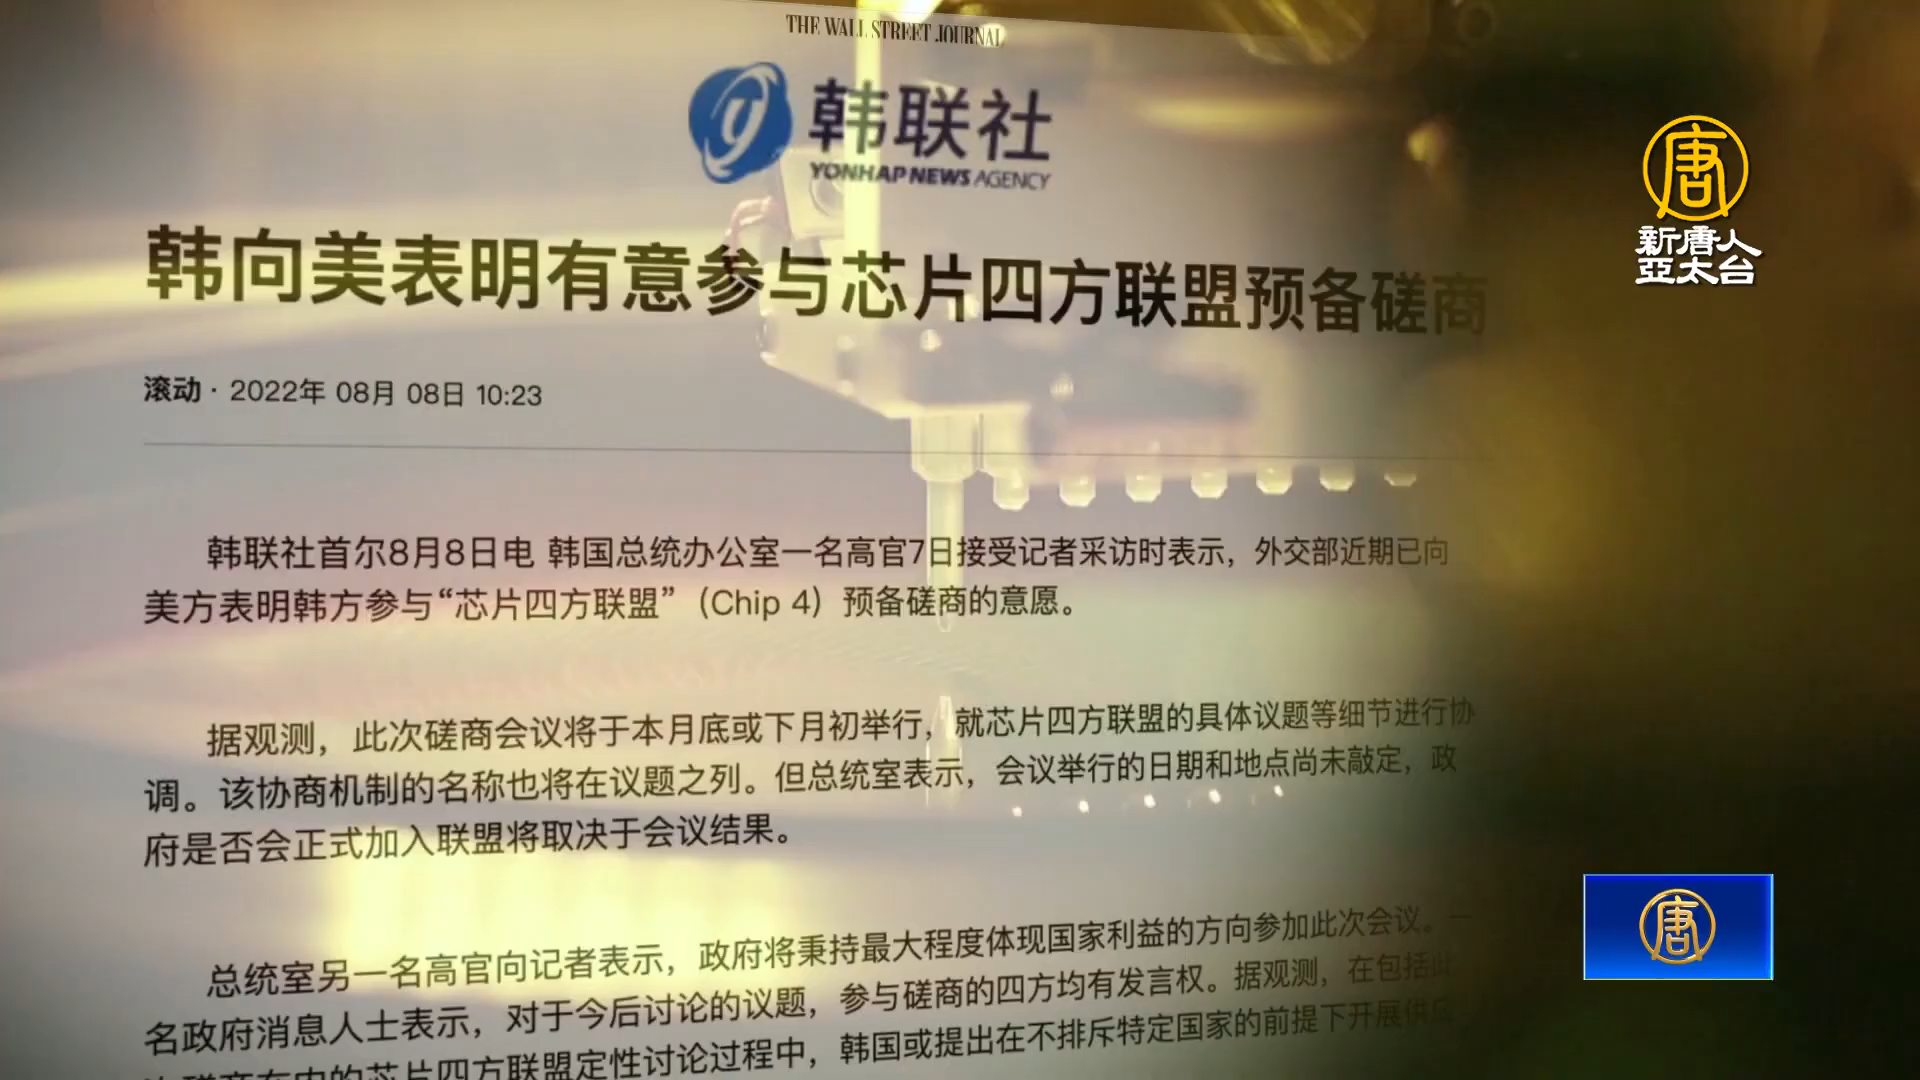 THE WALL STREET JOURNAL
韩联社
YONHAP NEWS AGENCY
唐
新唐人
亞太台
韩向美表明有意参与芯片四方联盟预备磋商
滚动 · 2022年 08月 08日 10:23
韩联社首尔8月8日电 韩国总统办公室一名高官7日接受记者采访时表示，外交部近期已向
美方表明韩方参与“芯片四方联盟”（Chip 4）预备磋商的意愿。
据观测，此次磋商会议将于本月底或下月初举行，就芯片四方联盟的具体议题等细节进行协
调。该协商机制的名称也将在议题之列。但总统室表示，会议举行的日期和地点尚未敲定，政
府是否会正式加入联盟将取决于会议结果。
总统室另一名高官向记者表示，政府将秉持最大程度体现国家利益的方向参加此次会议。一
名政府消息人士表示，对于今后讨论的议题，参与磋商的四方均有发言权。据观测，在包括此
次磋商在内的芯片四方联盟定性讨论过程中，韩国或提出在不排斥特定国家的前提下开展供应
唐